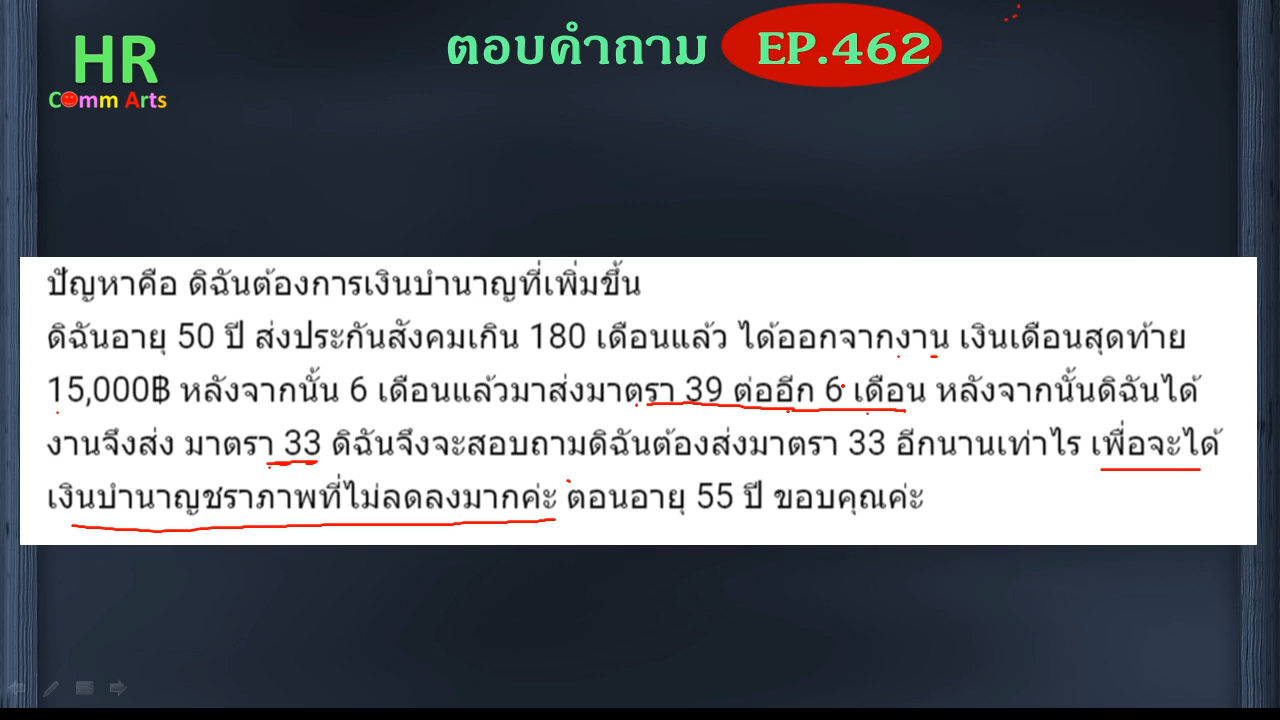 HR
Comm Arts
ตอบคำถาม EP.462
ปัญหาคือ ดิฉันต้องการเงินบำนาญที่เพิ่มขึ้น
ดิฉันอายุ 50 ปี ส่งประกันสังคมเกิน 180 เดือนแล้ว ได้ออกจากงาน เงินเดือนสุดท้าย
15,000฿ หลังจากนั้น 6 เดือนแล้วมาส่งมาตรา 39 ต่ออีก 6 เดือน หลังจากนั้นดิฉันได้
งานจึงส่ง มาตรา 33 ดิฉันจึงจะสอบถามดิฉันต้องส่งมาตรา 33 อีกนานเท่าไร เพื่อจะได้
เงินบำนาญชราภาพที่ไม่ลดลงมากค่ะ ตอนอายุ 55 ปี ขอบคุณค่ะ